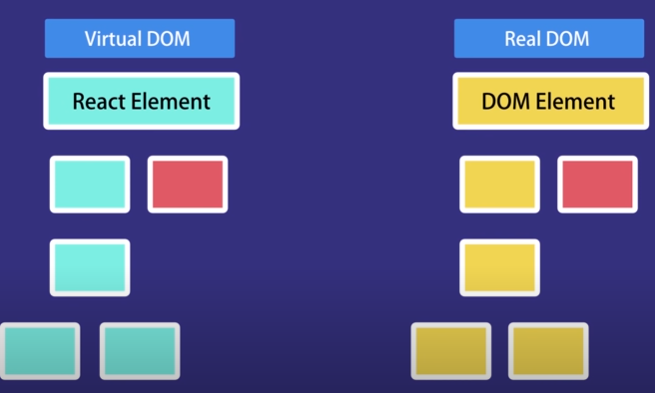 Virtual DOM
Real DOM
React Element
DOM Element